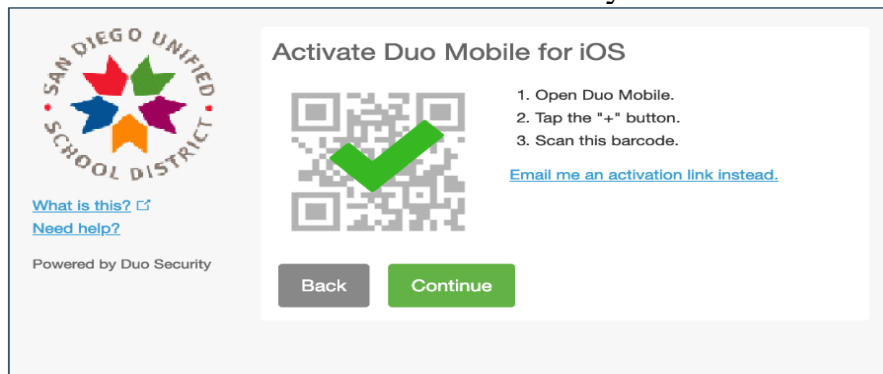 SAN DIEGO UNIFIED
SCHOOL DISTRICT
What is this?
Need help?
Powered by Duo Security
Activate Duo Mobile for iOS
1. Open Duo Mobile.
2. Tap the "+" button.
3. Scan this barcode.
Email me an activation link instead.
Back
Continue